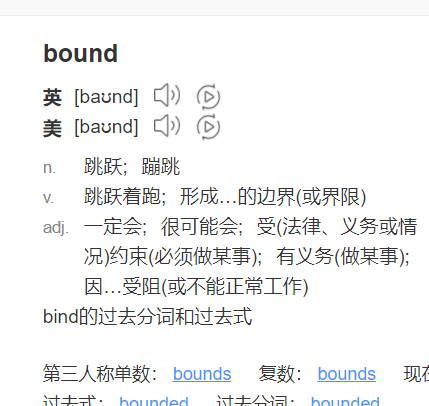 bound
英 [baʊnd]
美 [baʊnd]
n. 跳跃；蹦跳
v. 跳跃着跑；形成…的边界(或界限)
adj. 一定会；很可能会；受(法律、义务或情
况)约束(必须做某事)；有义务(做某事)；
因…受阻(或不能正常工作)
bind的过去分词和过去式
第三人称单数： bounds 复数： bounds 现在
过去式： bounded 过去分词： bounded